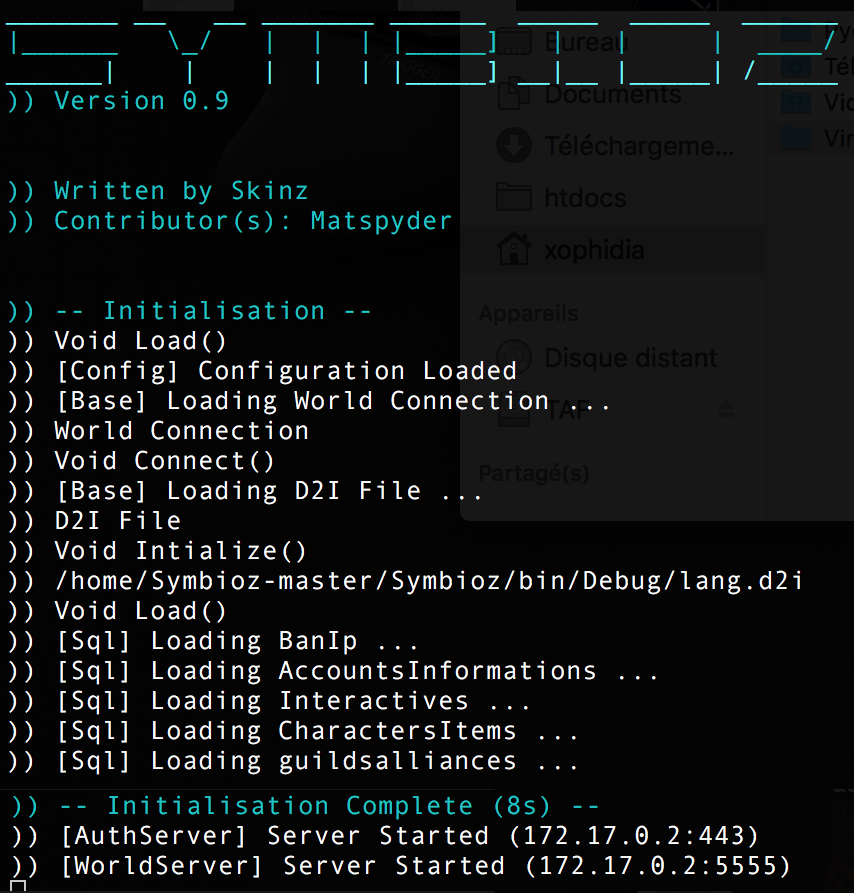 SYMBIOZ
)) Version 0.9
)) Written by Skinz
)) Contributor(s): Matspyder
)) -- Initialisation --
)) Void Load()
)) [Config] Configuration Loaded
)) [Base] Loading World Connection ...
)) World Connection
)) Void Connect()
)) [Base] Loading D2I File ...
)) D2I File
)) Void Intialize()
)) /home/Symbioz-master/Symbioz/bin/Debug/lang.d2i
)) Void Load()
)) [Sql] Loading BanIp ...
)) [Sql] Loading AccountsInformations ...
)) [Sql] Loading Interactives ...
)) [Sql] Loading CharactersItems ...
)) [Sql] Loading guildsalliances ...
)) -- Initialisation Complete (8s) --
)) [AuthServer] Server Started (172.17.0.2:443)
)) [WorldServer] Server Started (172.17.0.2:5555)
Bureau
Documents
Téléchargeme...
htdocs
xophidia
Appareils
Disque distant
TAF
Partagé(s)